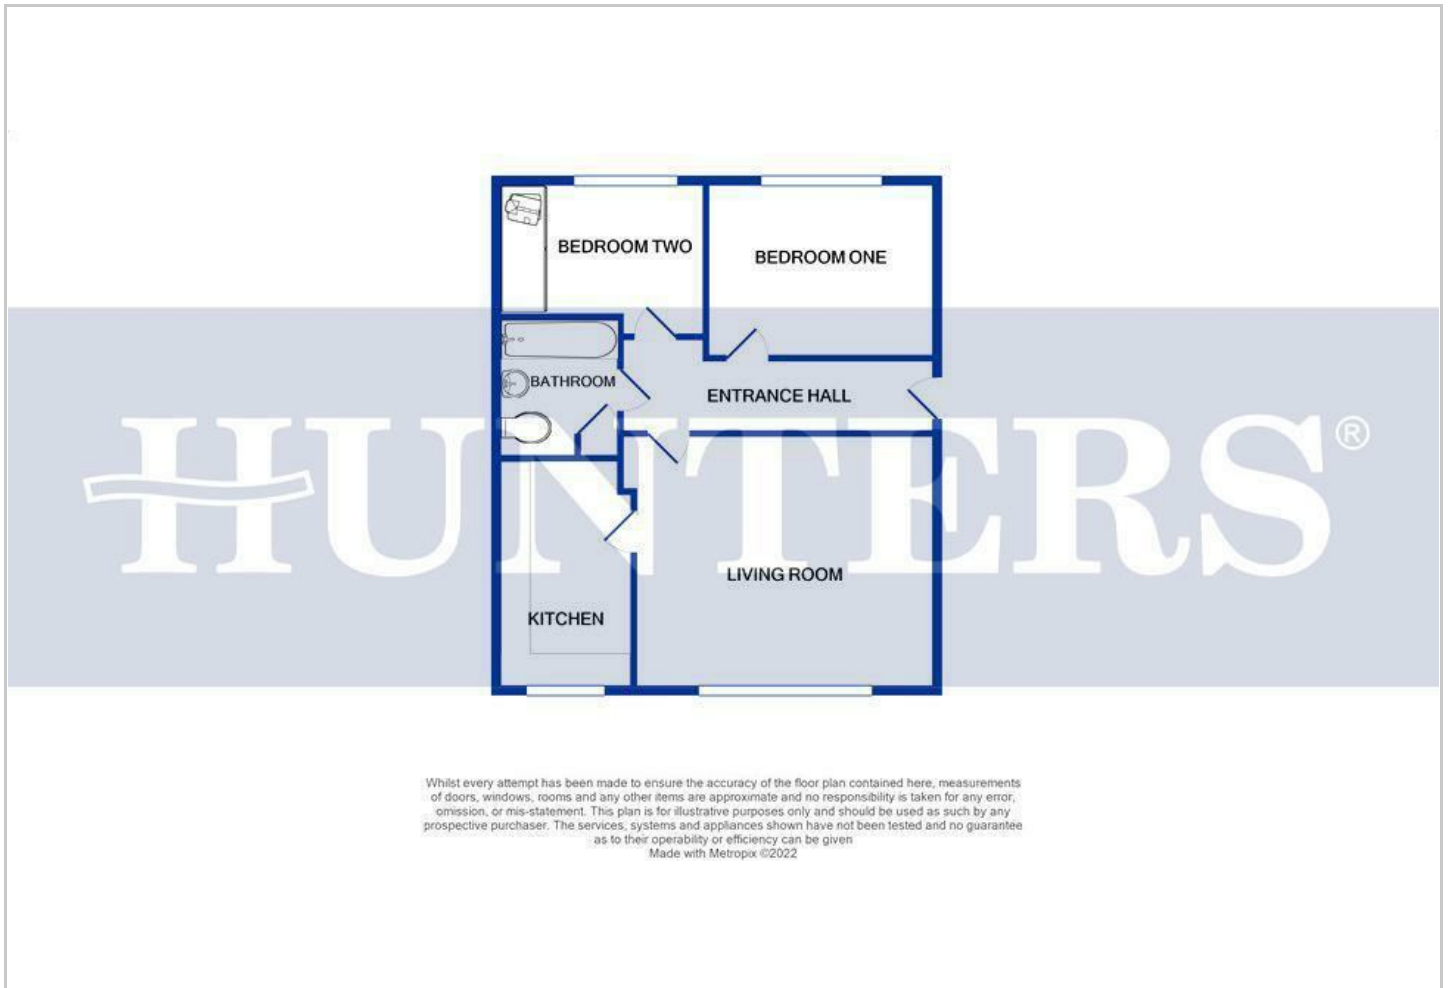 BEDROOM TWO
BEDROOM ONE
BATHROOM
ENTRANCE HALL
HUNTERS®
LIVING ROOM
KITCHEN
Whilst every attempt has been made to ensure the accuracy of the floor plan contained here, measurements
of doors, windows, rooms and any other items are approximate and no responsibility is taken for any error,
omission, or mis-statement. This plan is for illustrative purposes only and should be used as such by any
prospective purchaser. The services, systems and appliances shown have not been tested and no guarantee
as to their operability or efficiency can be given
Made with Metropix ©2022